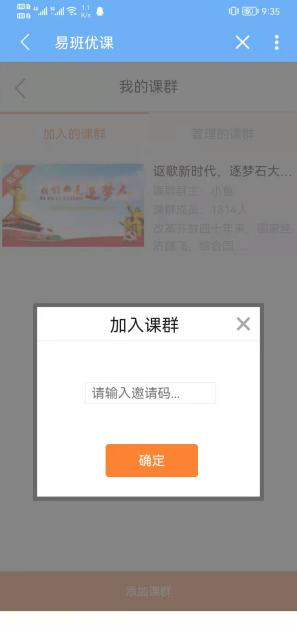 1.1
K/s
9:35
易班优课
我的课群
加入的课群
管理的课群
讴歌新时代，逐梦石大...
课群群主：小鱼
课群成员：1814人
改革开放四十年来，国家经
济腾飞，综合国......
加入课群
请输入邀请码...
确定
添加课群